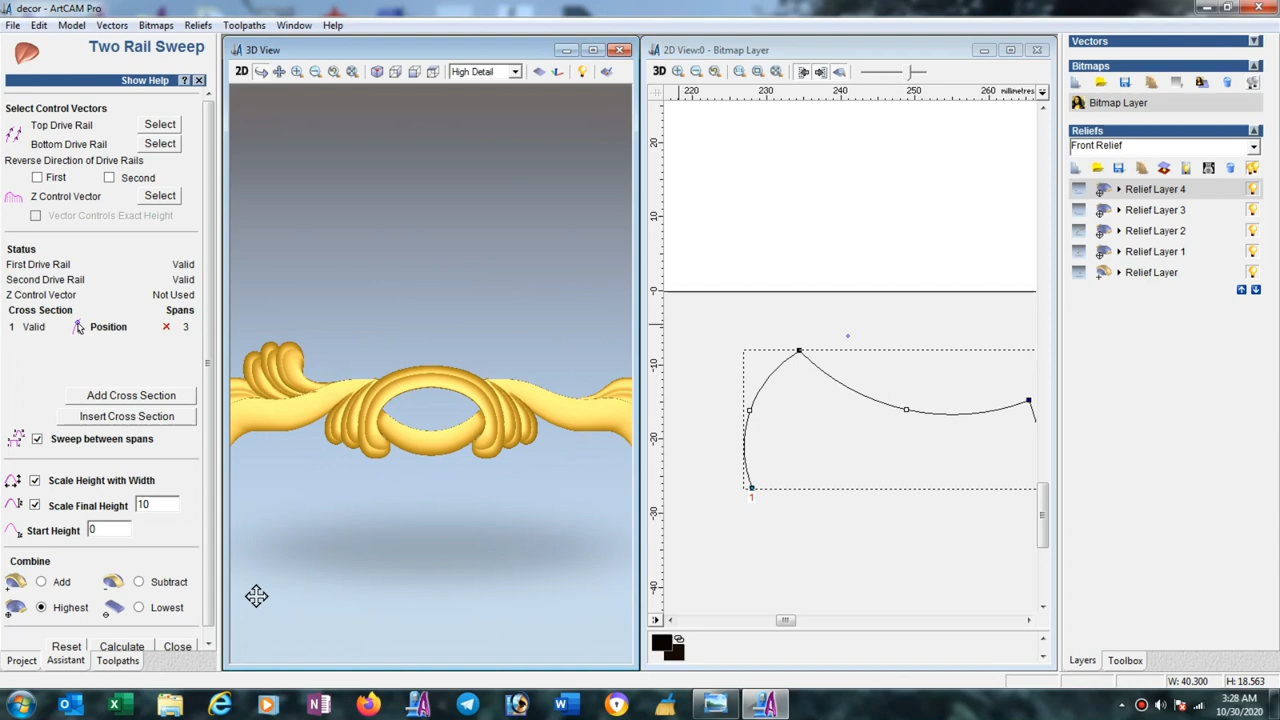 decor - ArtCAM Pro
File Edit Model Vectors Bitmaps Reliefs Toolpaths Window Help
Two Rail Sweep
Show Help ?
Select Control Vectors
Top Drive Rail Select
Bottom Drive Rail Select
Reverse Direction of Drive Rails
First Second
Z Control Vector Select
Vector Controls Exact Height
Status
First Drive Rail Valid
Second Drive Rail Valid
Z Control Vector Not Used
Cross Section Spans
1 Valid Position 3
Add Cross Section
Insert Cross Section
Sweep between spans
Scale Height with Width
Scale Final Height 10
Start Height 0
Combine
Add Subtract
Highest Lowest
Reset Calculate Close
Project Assistant Toolpaths
3D View
2D High Detail
2D View:0 - Bitmap Layer
3D
220 230 240 250 260 millimetres
20
10
-0
-10
-20
-30
-40
1
Vectors
Bitmaps
Bitmap Layer
Reliefs
Front Relief
Relief Layer 4
Relief Layer 3
Relief Layer 2
Relief Layer 1
Relief Layer
Layers Toolbox
W: 40.300 H: 18.563
3:28 AM
10/30/2020